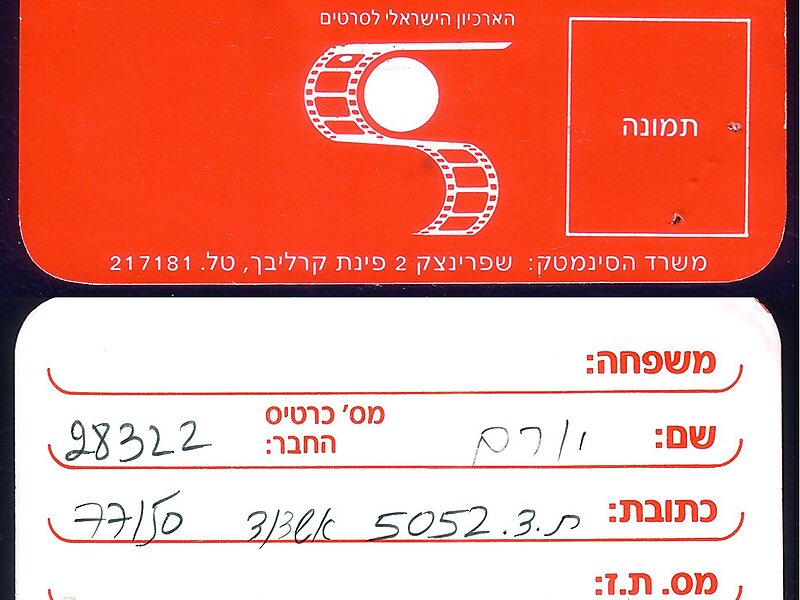 הארכיון הישראלי לסרטים
תמונה
משרד הסינמטק: שפרינצק 2 פינת קרליבך, טל. 217181
משפחה:
שם: יורם מס' כרטיס החבר: 28322
כתובת: ת.ד. 5052 אשדוד
מס. ת.ז: